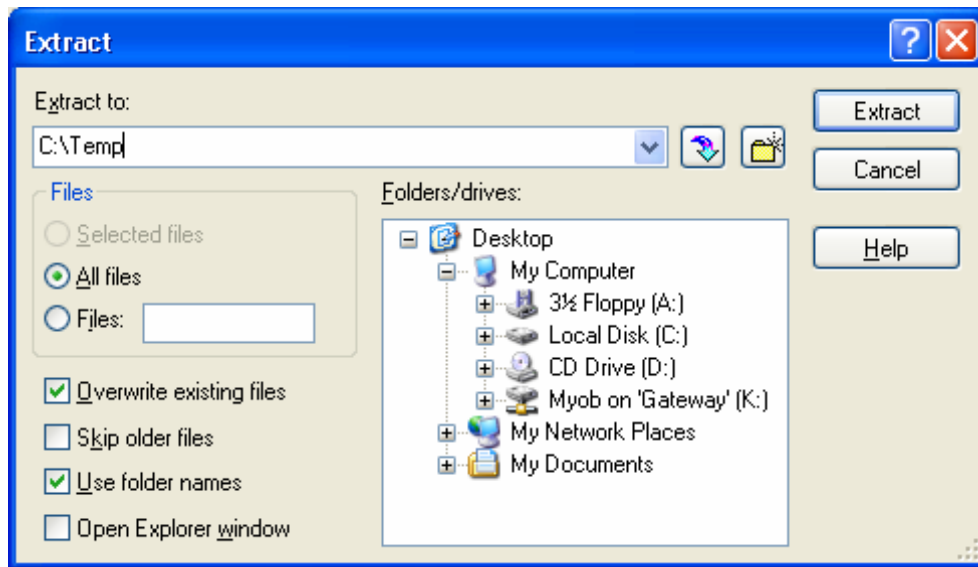 Extract
Extract to:
C:\Temp
Files
Selected files
All files
Files:
Overwrite existing files
Skip older files
Use folder names
Open Explorer window
Folders/drives:
Desktop
My Computer
3½ Floppy (A:)
Local Disk (C:)
CD Drive (D:)
Myob on 'Gateway' (K:)
My Network Places
My Documents
Extract
Cancel
Help